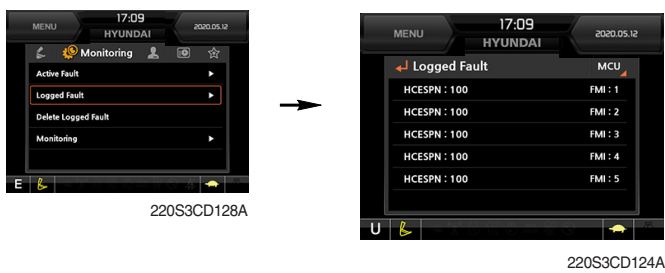 MENU
17:09
HYUNDAI
2020.05.12
Monitoring
Active Fault
Logged Fault
Delete Logged Fault
Monitoring
E
220S3CD128A
MENU
17:09
HYUNDAI
2020.05.12
Logged Fault
MCU
HCESPN : 100 FMI : 1
HCESPN : 100 FMI : 2
HCESPN : 100 FMI : 3
HCESPN : 100 FMI : 4
HCESPN : 100 FMI : 5
U
220S3CD124A